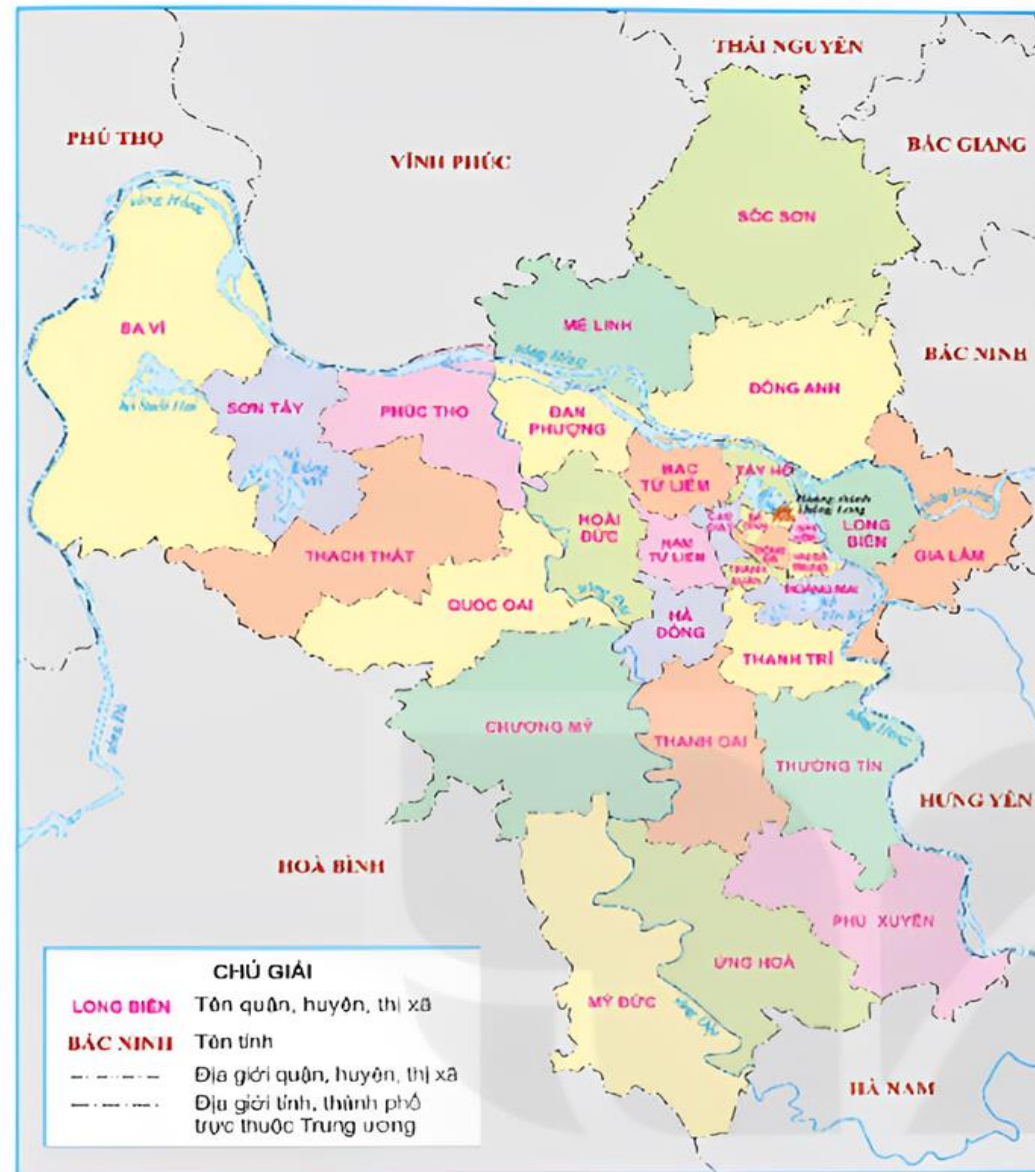 THÁI NGUYÊN
PHÚ THỌ
VĨNH PHÚC
BẮC GIANG
Sông Hồng
SÓC SƠN
BA VÌ
MÊ LINH
BẮC NINH
Sông Hồng
ĐÔNG ANH
SƠN TÂY
PHÚC THỌ
ĐAN
PHƯỢNG
BẮC
TỪ LIÊM
TÂY HỒ
Hoàng thành
Thăng Long
HOÀI
ĐỨC
LONG
BIÊN
THẠCH THẤT
NAM
TỪ LIÊM
GIA LÂM
HOÀNG MAI
QUỐC OAI
HÀ
ĐÔNG
THANH TRÌ
CHƯƠNG MỸ
THANH OAI
THƯỜNG TÍN
HƯNG YÊN
HOÀ BÌNH
PHÚ XUYÊN
ỨNG HOÀ
MỸ ĐỨC
HÀ NAM
CHÚ GIẢI
LONG BIÊN Tên quận, huyện, thị xã
BẮC NINH Tên tỉnh
Địa giới quận, huyện, thị xã
Địa giới tỉnh, thành phố
trực thuộc Trung ương